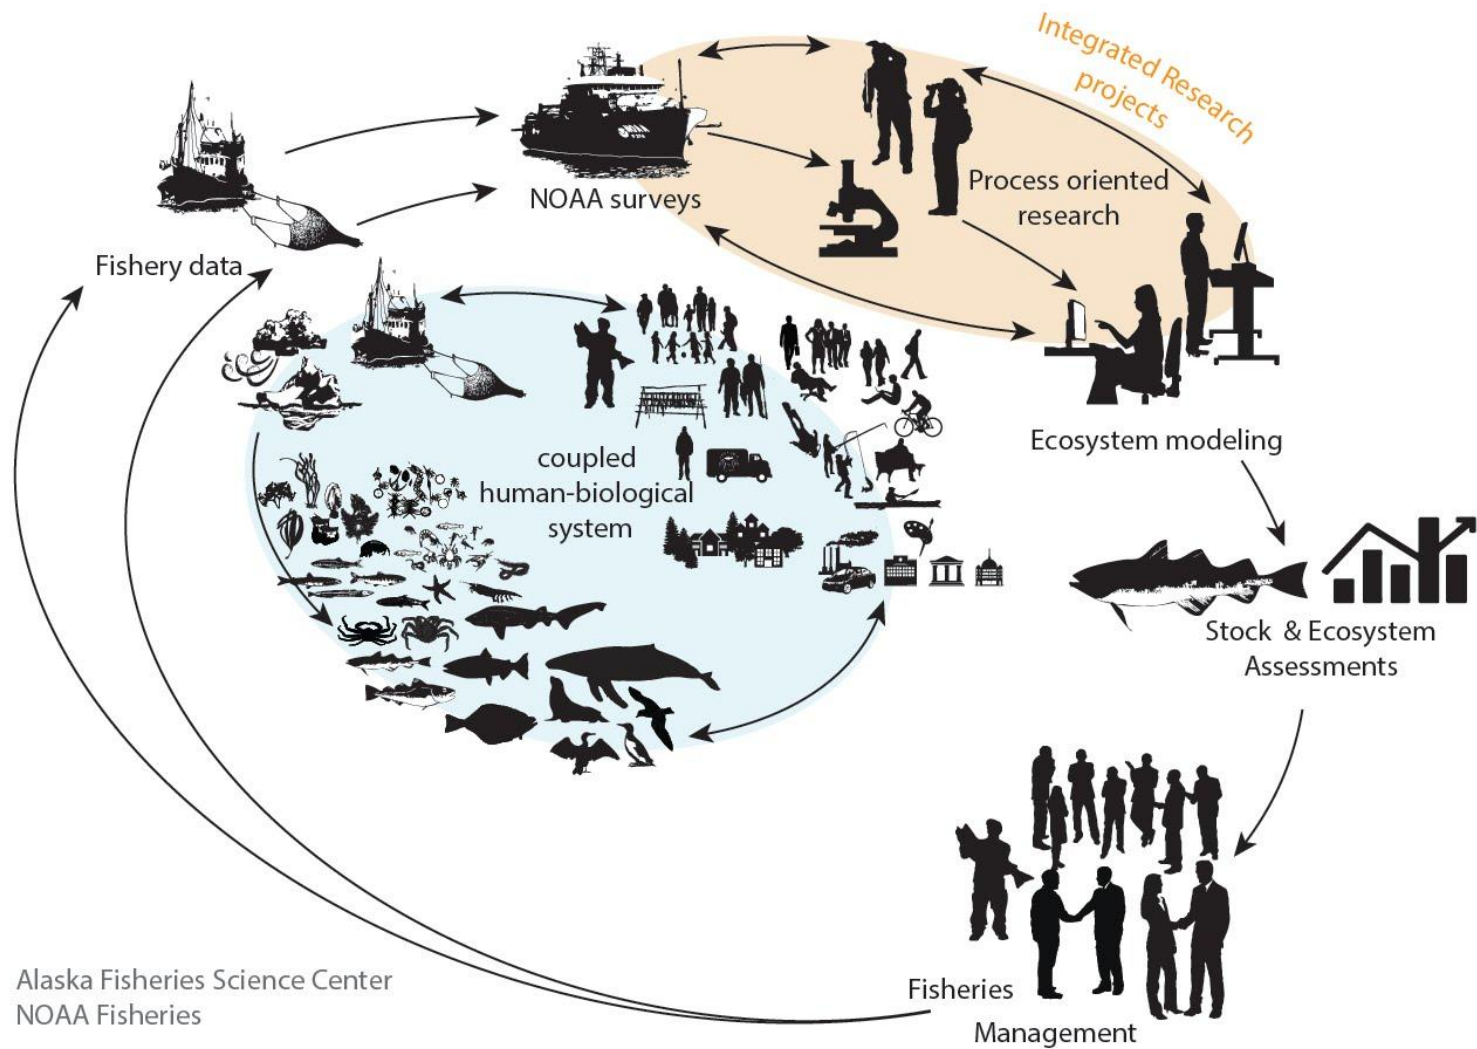 Integrated Research
projects
NOAA surveys
Process oriented
research
Fishery data
coupled
human-biological
system
Ecosystem modeling
Stock & Ecosystem
Assessments
Fisheries
Management
Alaska Fisheries Science Center
NOAA Fisheries